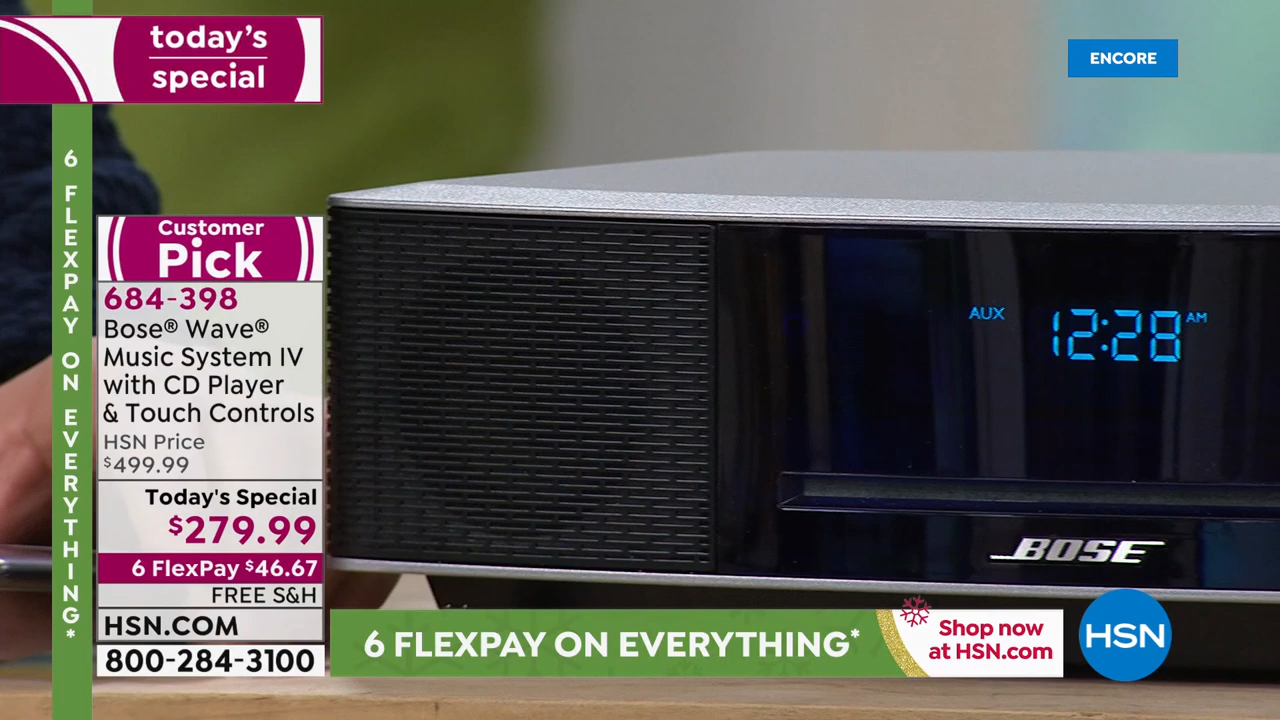 today's
special
ENCORE
6 FLEXPAY ON EVERYTHING*
Customer
Pick
684-398
Bose® Wave®
Music System IV
with CD Player
& Touch Controls
HSN Price
$499.99
Today's Special
$279.99
6 FlexPay $46.67
FREE S&H
HSN.COM
800-284-3100
AUX 12:28 AM
BOSE
6 FLEXPAY ON EVERYTHING*
Shop now
at HSN.com
HSN